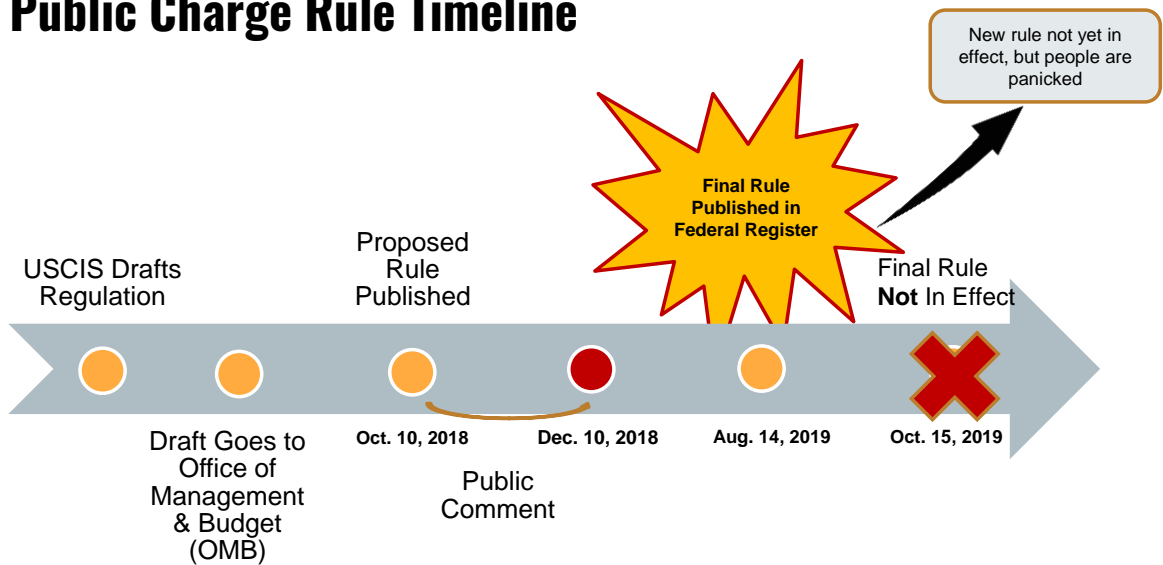 Public Charge Rule Timeline
New rule not yet in
effect, but people are
panicked
Final Rule
Published in
Federal Register
USCIS Drafts
Regulation
Proposed
Rule
Published
Final Rule
Not In Effect
Draft Goes to
Office of
Management
& Budget
(OMB)
Oct. 10, 2018
Dec. 10, 2018
Aug. 14, 2019
Oct. 15, 2019
Public
Comment